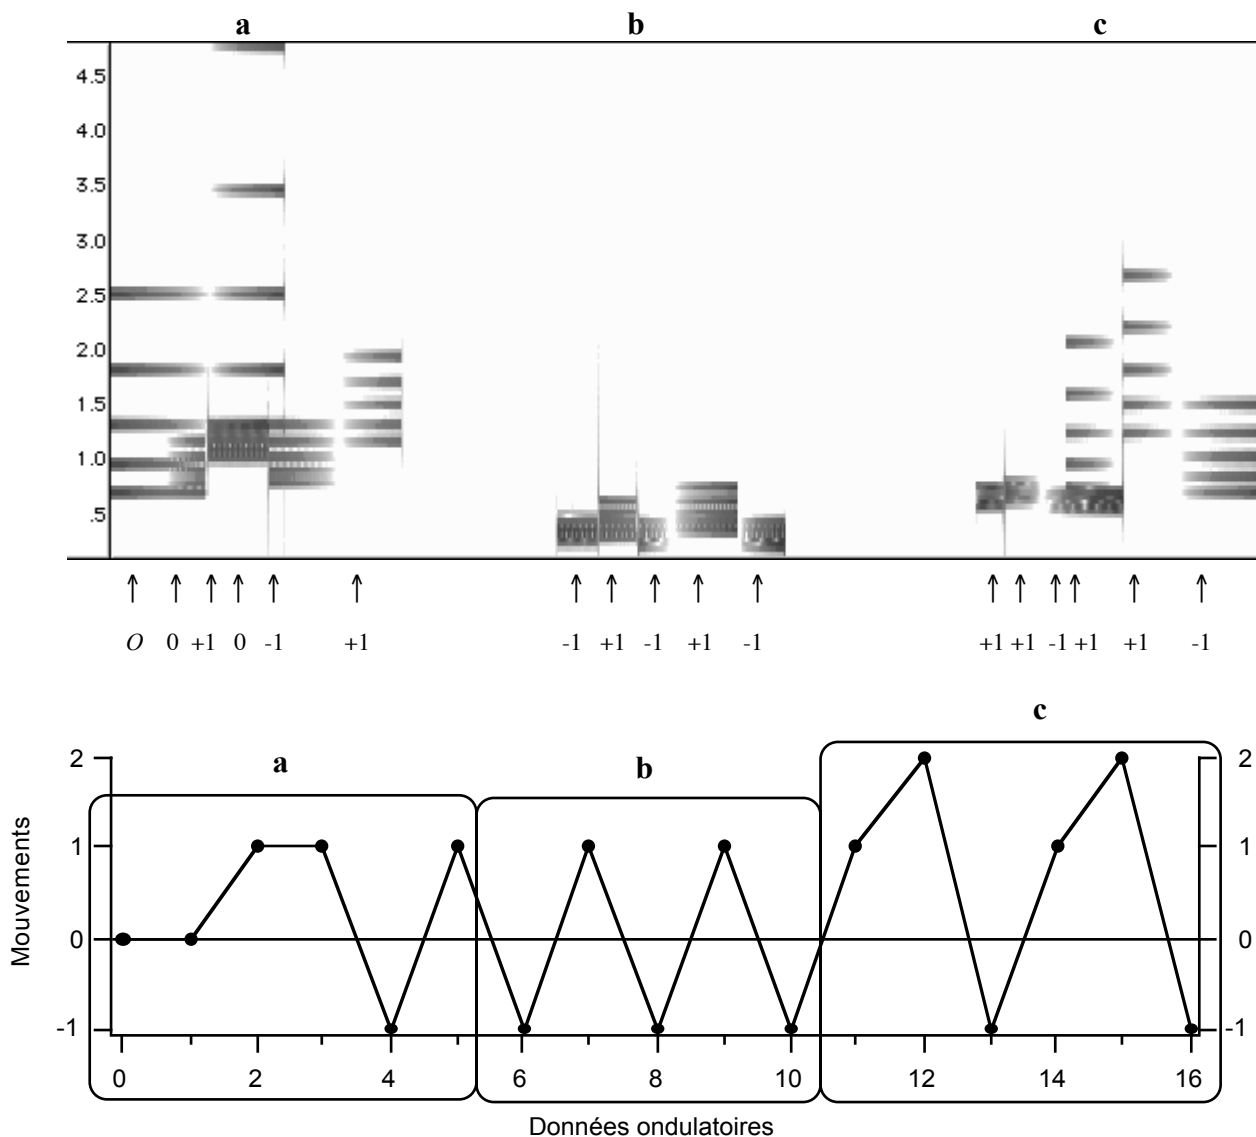 a b c
4.5
4.0
3.5
3.0
2.5
2.0
1.5
1.0
.5
O 0 +1 0 -1 +1 -1 +1 -1 +1 -1 +1 +1 -1 +1 +1 -1
c
a b
2 2
1 1
0 0
-1 -1
Mouvements
0 2 4 6 8 10 12 14 16
Données ondulatoires